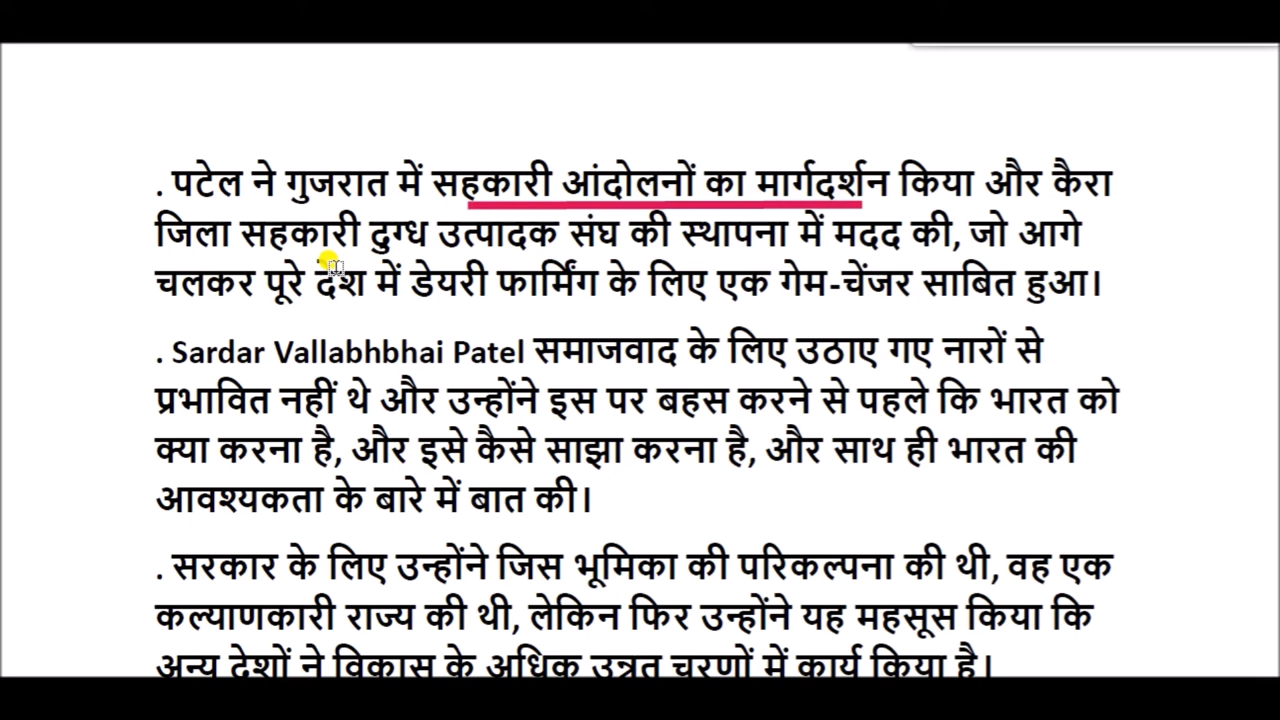 . पटेल ने गुजरात में सहकारी आंदोलनों का मार्गदर्शन किया और कैरा
जिला सहकारी दुग्ध उत्पादक संघ की स्थापना में मदद की, जो आगे
चलकर पूरे देश में डेयरी फार्मिंग के लिए एक गेम-चेंजर साबित हुआ।
. Sardar Vallabhbhai Patel समाजवाद के लिए उठाए गए नारों से
प्रभावित नहीं थे और उन्होंने इस पर बहस करने से पहले कि भारत को
क्या करना है, और इसे कैसे साझा करना है, और साथ ही भारत की
आवश्यकता के बारे में बात की।
. सरकार के लिए उन्होंने जिस भूमिका की परिकल्पना की थी, वह एक
कल्याणकारी राज्य की थी, लेकिन फिर उन्होंने यह महसूस किया कि
अन्य देशों ने विकास के अधिक उन्नत चरणों में कार्य किया है।